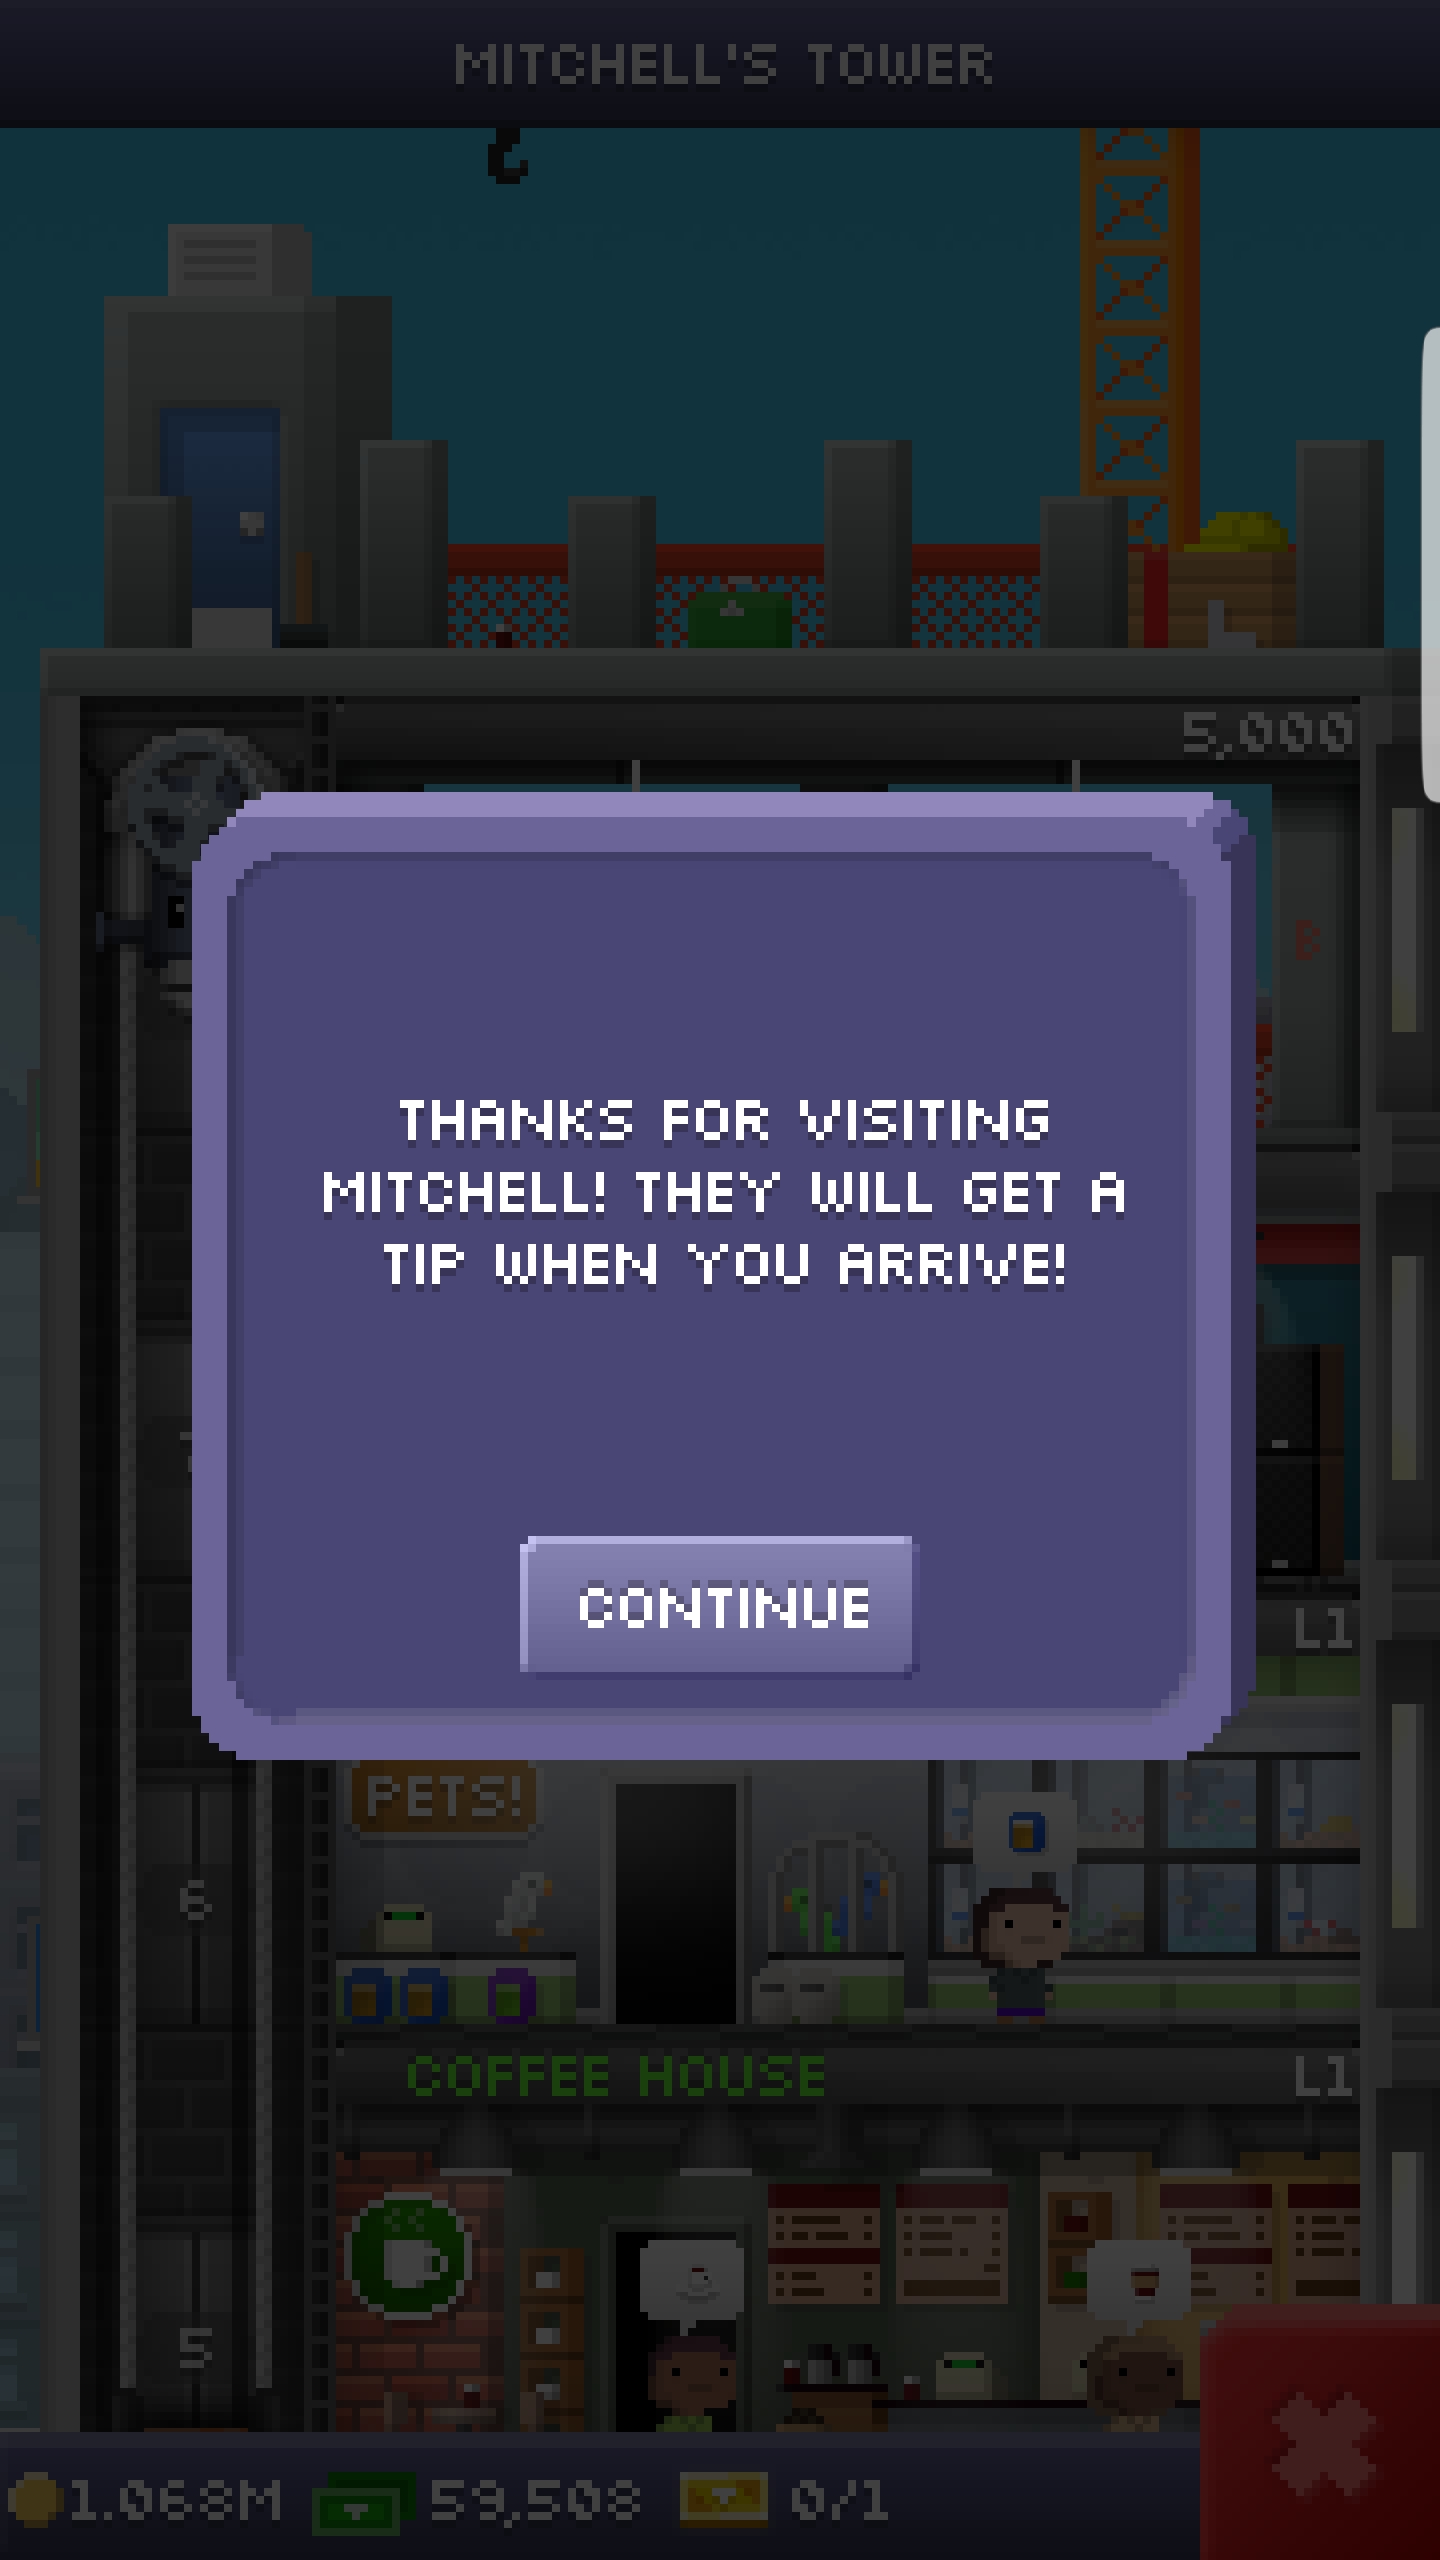 MITCHELL'S TOWER
5,000
B
THANKS FOR VISITING
MITCHELL! THEY WILL GET A
TIP WHEN YOU ARRIVE!
CONTINUE
L1
PETS!
6
COFFEE HOUSE
L1
5
1.068M
59,508
0/1